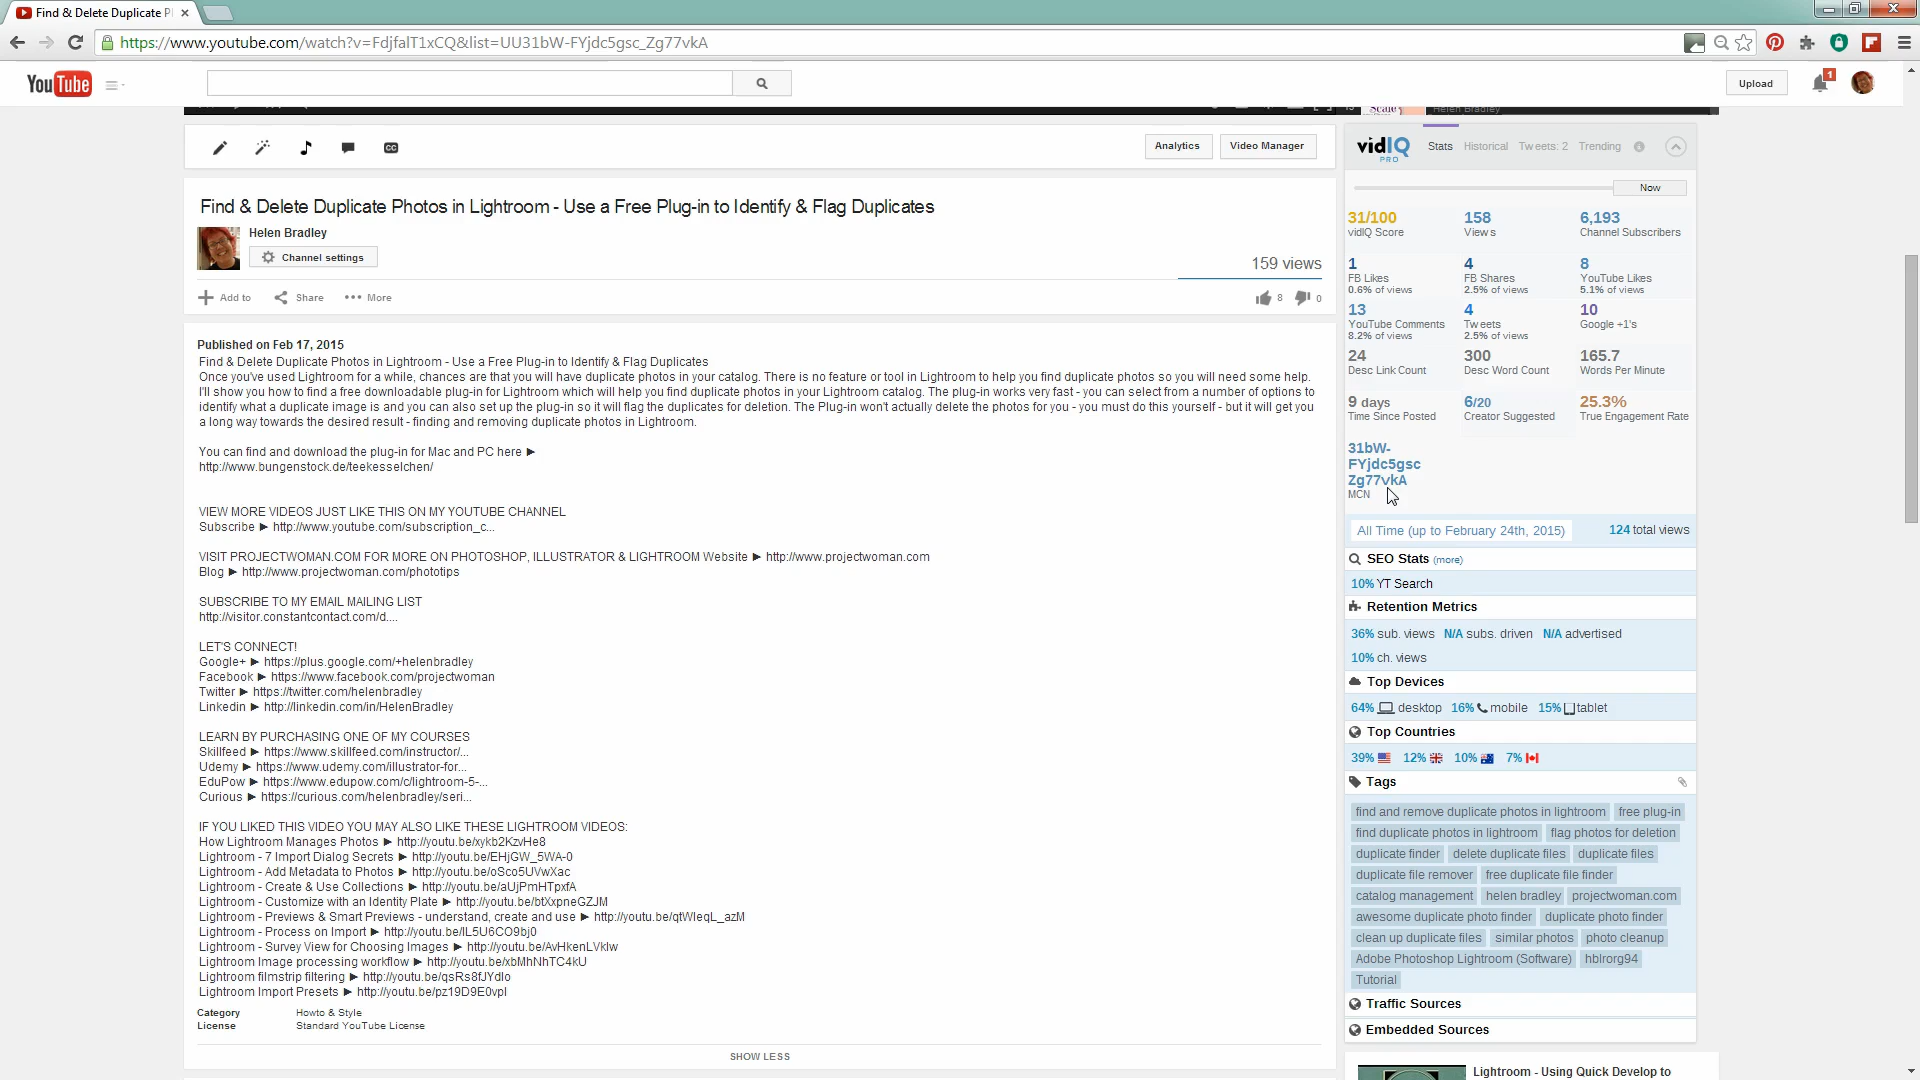 Find & Delete Duplicate P
https://www.youtube.com/watch?v=FdjfalT1xCQ&list=UU31bW-FYjdc5gsc_Zg77vkA
YouTube
Upload
1
Helen Bradley
Analytics
Video Manager
Find & Delete Duplicate Photos in Lightroom - Use a Free Plug-in to Identify & Flag Duplicates
Helen Bradley
Channel settings
159 views
Add to
Share
More
8
0
Published on Feb 17, 2015
Find & Delete Duplicate Photos in Lightroom - Use a Free Plug-in to Identify & Flag Duplicates
Once you've used Lightroom for a while, chances are that you will have duplicate photos in your catalog. There is no feature or tool in Lightroom to help you find duplicate photos so you will need some help.
I'll show you how to find a free downloadable plug-in for Lightroom which will help you find duplicate photos in your Lightroom catalog. The plug-in works very fast - you can select from a number of options to
identify what a duplicate image is and you can also set up the plug-in so it will flag the duplicates for deletion. The Plug-in won't actually delete the photos for you - you must do this yourself - but it will get you
a long way towards the desired result - finding and removing duplicate photos in Lightroom.
You can find and download the plug-in for Mac and PC here ►
http://www.bungenstock.de/teekesselchen/
VIEW MORE VIDEOS JUST LIKE THIS ON MY YOUTUBE CHANNEL
Subscribe ► http://www.youtube.com/subscription_c...
VISIT PROJECTWOMAN.COM FOR MORE ON PHOTOSHOP, ILLUSTRATOR & LIGHTROOM Website ► http://www.projectwoman.com
Blog ► http://www.projectwoman.com/phototips
SUBSCRIBE TO MY EMAIL MAILING LIST
http://visitor.constantcontact.com/d....
LET'S CONNECT!
Google+ ► https://plus.google.com/+helenbradley
Facebook ► https://www.facebook.com/projectwoman
Twitter ► https://twitter.com/helenbradley
Linkedin ► http://linkedin.com/in/HelenBradley
LEARN BY PURCHASING ONE OF MY COURSES
Skillfeed ► https://www.skillfeed.com/instructor/...
Udemy ► https://www.udemy.com/illustrator-for...
EduPow ► https://www.edupow.com/c/lightroom-5-...
Curious ► https://curious.com/helenbradley/seri...
IF YOU LIKED THIS VIDEO YOU MAY ALSO LIKE THESE LIGHTROOM VIDEOS:
How Lightroom Manages Photos ► http://youtu.be/xykb2KzvHe8
Lightroom - 7 Import Dialog Secrets ► http://youtu.be/EHjGW_5WA-0
Lightroom - Add Metadata to Photos ► http://youtu.be/oSco5UVwXac
Lightroom - Create & Use Collections ► http://youtu.be/aUjPmHTpxfA
Lightroom - Customize with an Identity Plate ► http://youtu.be/btXxpneGZJM
Lightroom - Previews & Smart Previews - understand, create and use ► http://youtu.be/qtWIeqL_azM
Lightroom - Process on Import ► http://youtu.be/IL5U6CO9bj0
Lightroom - Survey View for Choosing Images ► http://youtu.be/AvHkenLVklw
Lightroom Image processing workflow ► http://youtu.be/xbMhNhTC4kU
Lightroom filmstrip filtering ► http://youtu.be/qsRs8fJYdlo
Lightroom Import Presets ► http://youtu.be/pz19D9E0vpI
Category Howto & Style
License Standard YouTube License
SHOW LESS
vidIQ PRO
Stats Historical Tweets: 2 Trending
Now
31/100 158 6,193
vidIQ Score Views Channel Subscribers
1 4 8
FB Likes FB Shares YouTube Likes
0.6% of views 2.5% of views 5.1% of views
13 4 10
YouTube Comments Tweets Google +1's
8.2% of views 2.5% of views
24 300 165.7
Desc Link Count Desc Word Count Words Per Minute
9 days 6/20 25.3%
Time Since Posted Creator Suggested True Engagement Rate
31bW-
FYjdc5gsc
Zg77vkA
MCN
All Time (up to February 24th, 2015) 124 total views
SEO Stats (more)
10% YT Search
Retention Metrics
36% sub. views N/A subs. driven N/A advertised
10% ch. views
Top Devices
64% desktop 16% mobile 15% tablet
Top Countries
39% 12% 10% 7%
Tags
find and remove duplicate photos in lightroom free plug-in
find duplicate photos in lightroom flag photos for deletion
duplicate finder delete duplicate files duplicate files
duplicate file remover free duplicate file finder
catalog management helen bradley projectwoman.com
awesome duplicate photo finder duplicate photo finder
clean up duplicate files similar photos photo cleanup
Adobe Photoshop Lightroom (Software) hblrorg94
Tutorial
Traffic Sources
Embedded Sources
Lightroom - Using Quick Develop to